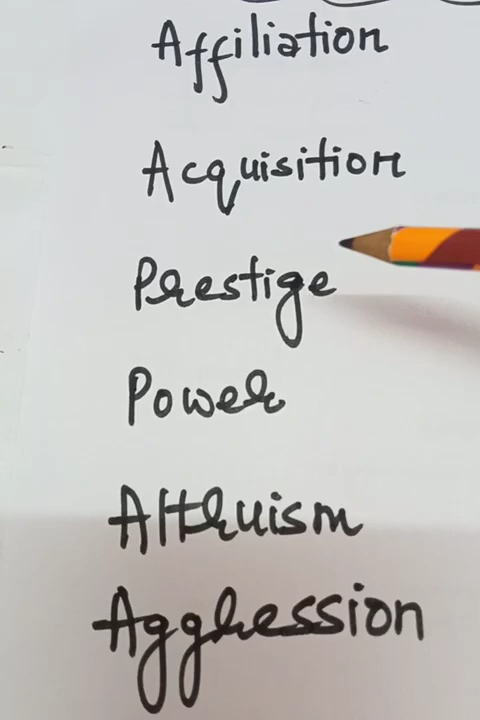 Affiliation
Acquisition
Prestige
Power
Altruism
Aggression